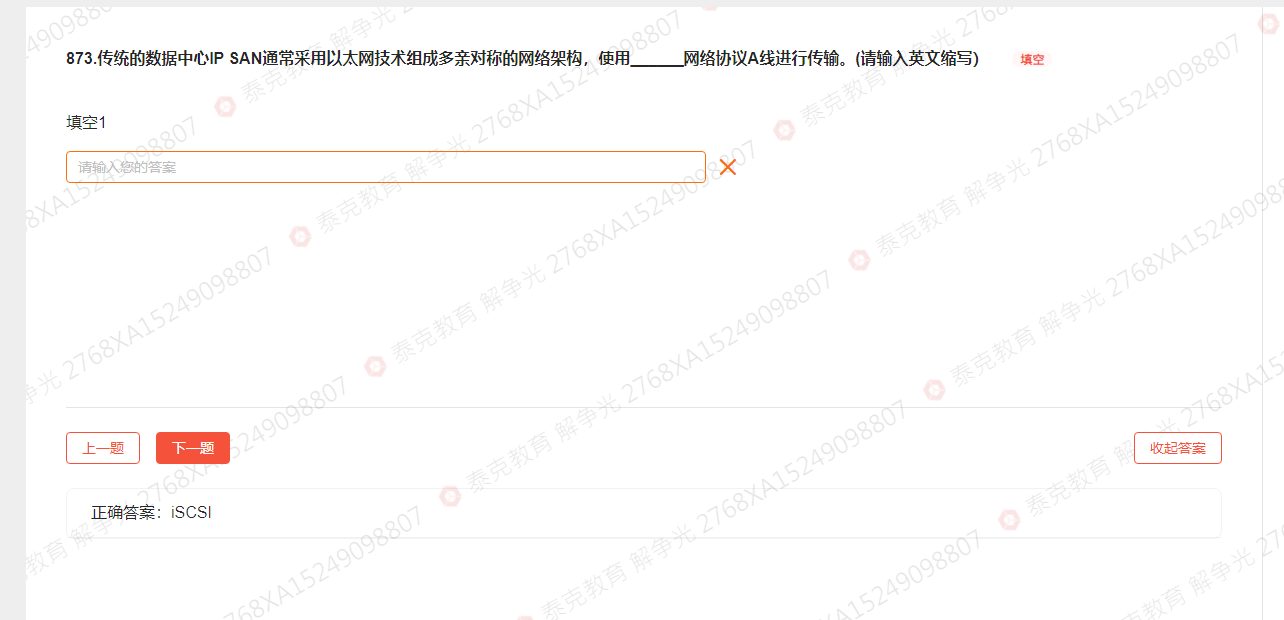 873.传统的数据中心IP SAN通常采用以太网技术组成多亲对称的网络架构，使用______网络协议A线进行传输。(请输入英文缩写) 填空
填空1
请输入您的答案
上一题 下一题 收起答案
正确答案：iSCSI
泰克教育 解争光 2768XA15249098807